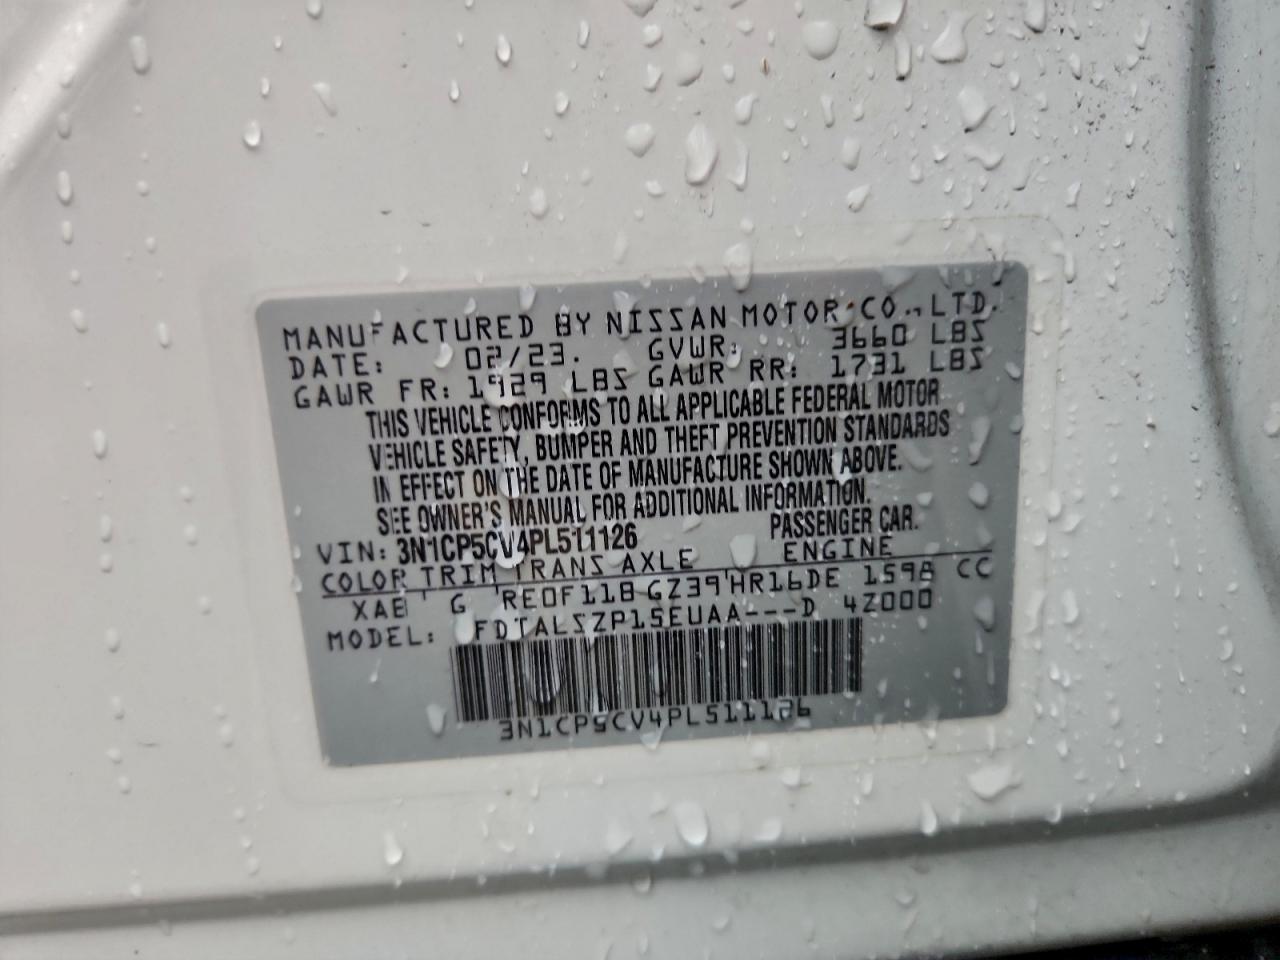 MANUFACTURED BY NISSAN MOTOR CO., LTD.
DATE: 02/23. GVWR: 3660 LBS
GAWR FR: 1929 LBS GAWR RR: 1731 LBS
THIS VEHICLE CONFORMS TO ALL APPLICABLE FEDERAL MOTOR
VEHICLE SAFETY, BUMPER AND THEFT PREVENTION STANDARDS
IN EFFECT ON THE DATE OF MANUFACTURE SHOWN ABOVE.
SEE OWNER'S MANUAL FOR ADDITIONAL INFORMATION.
VIN: 3N1CP5CV4PL511126 PASSENGER CAR.
COLOR TRIM TRANS AXLE ENGINE
XAB G RE0F11B GZ39 HR16DE 1598 CC
MODEL: FDTALSZP15EUAA---D 4Z000
3N1CP5CV4PL511126